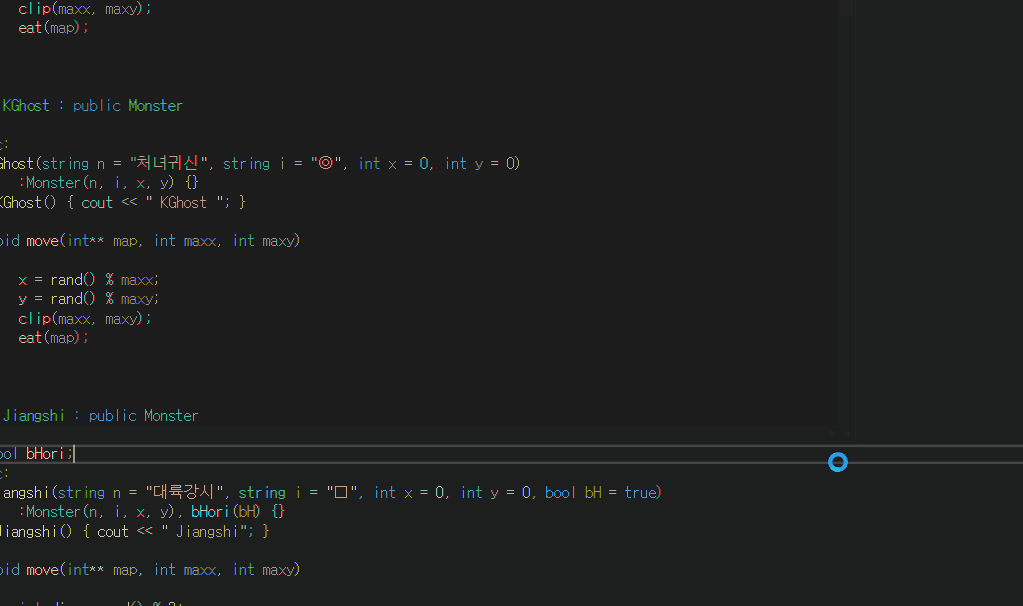 clip(maxx, maxy);
eat(map);
KGhost : public Monster
c:
Ghost(string n = "처녀귀신", string i = "◎", int x = 0, int y = 0)
:Monster(n, i, x, y) {}
KGhost() { cout << " KGhost "; }
oid move(int** map, int maxx, int maxy)
x = rand() % maxx;
y = rand() % maxy;
clip(maxx, maxy);
eat(map);
Jiangshi : public Monster
ool bHori;
c:
iangshi(string n = "대륙강시", string i = "□", int x = 0, int y = 0, bool bH = true)
:Monster(n, i, x, y), bHori(bH) {}
Jiangshi() { cout << " Jiangshi"; }
oid move(int** map, int maxx, int maxy)